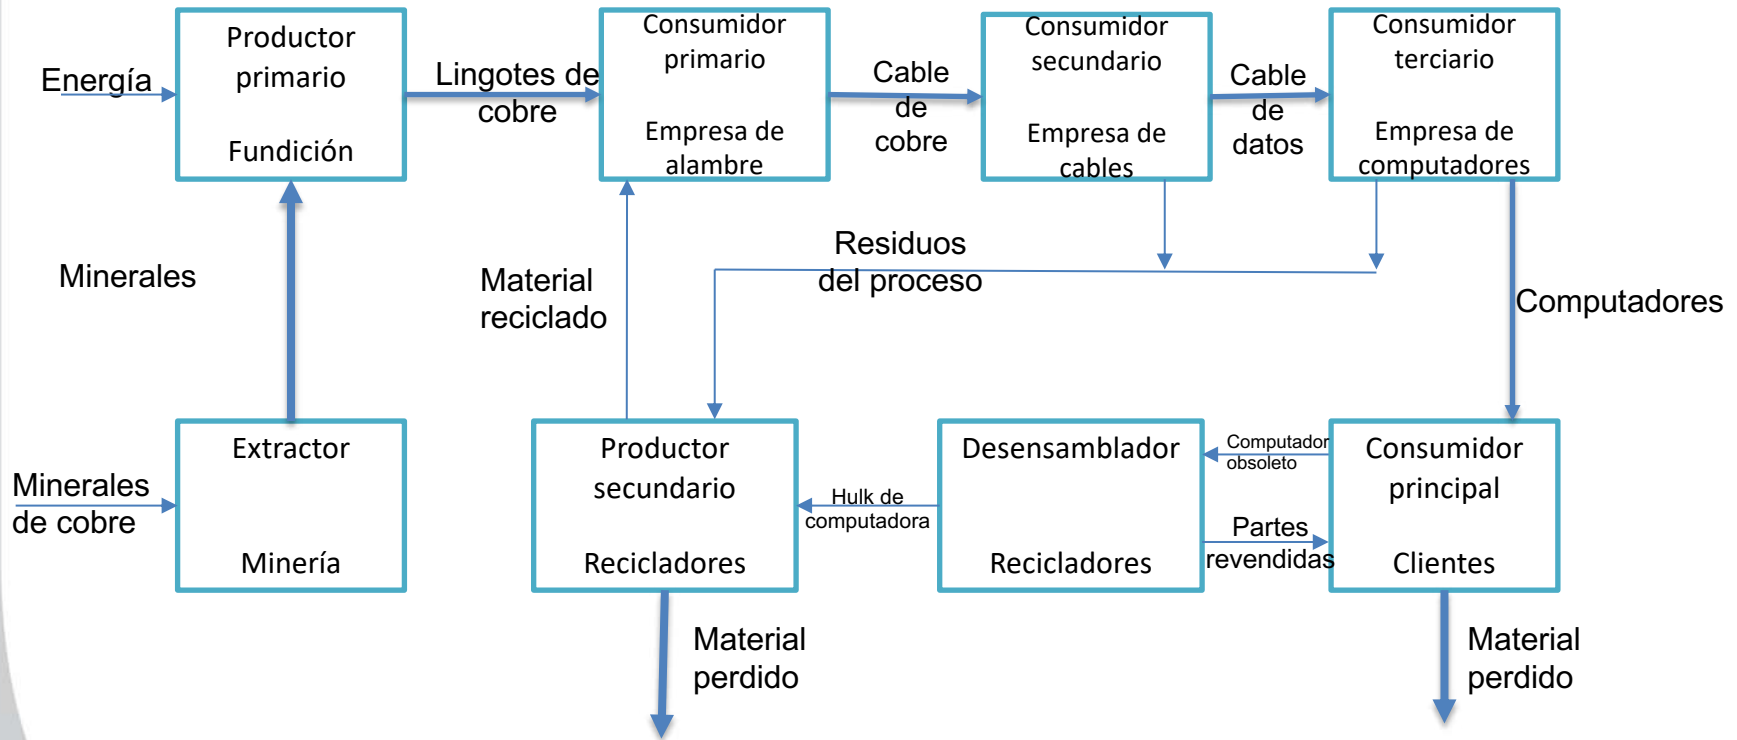 Energía
Productor
primario
Fundición
Lingotes de
cobre
Consumidor
primario
Empresa de
alambre
Cable
de
cobre
Consumidor
secundario
Empresa de
cables
Cable
de
datos
Consumidor
terciario
Empresa de
computadores
Minerales
Material
reciclado
Residuos
del proceso
Computadores
Minerales
de cobre
Extractor
Minería
Productor
secundario
Recicladores
Hulk de
computadora
Desensamblador
Recicladores
Computador
obsoleto
Partes
revendidas
Consumidor
principal
Clientes
Material
perdido
Material
perdido